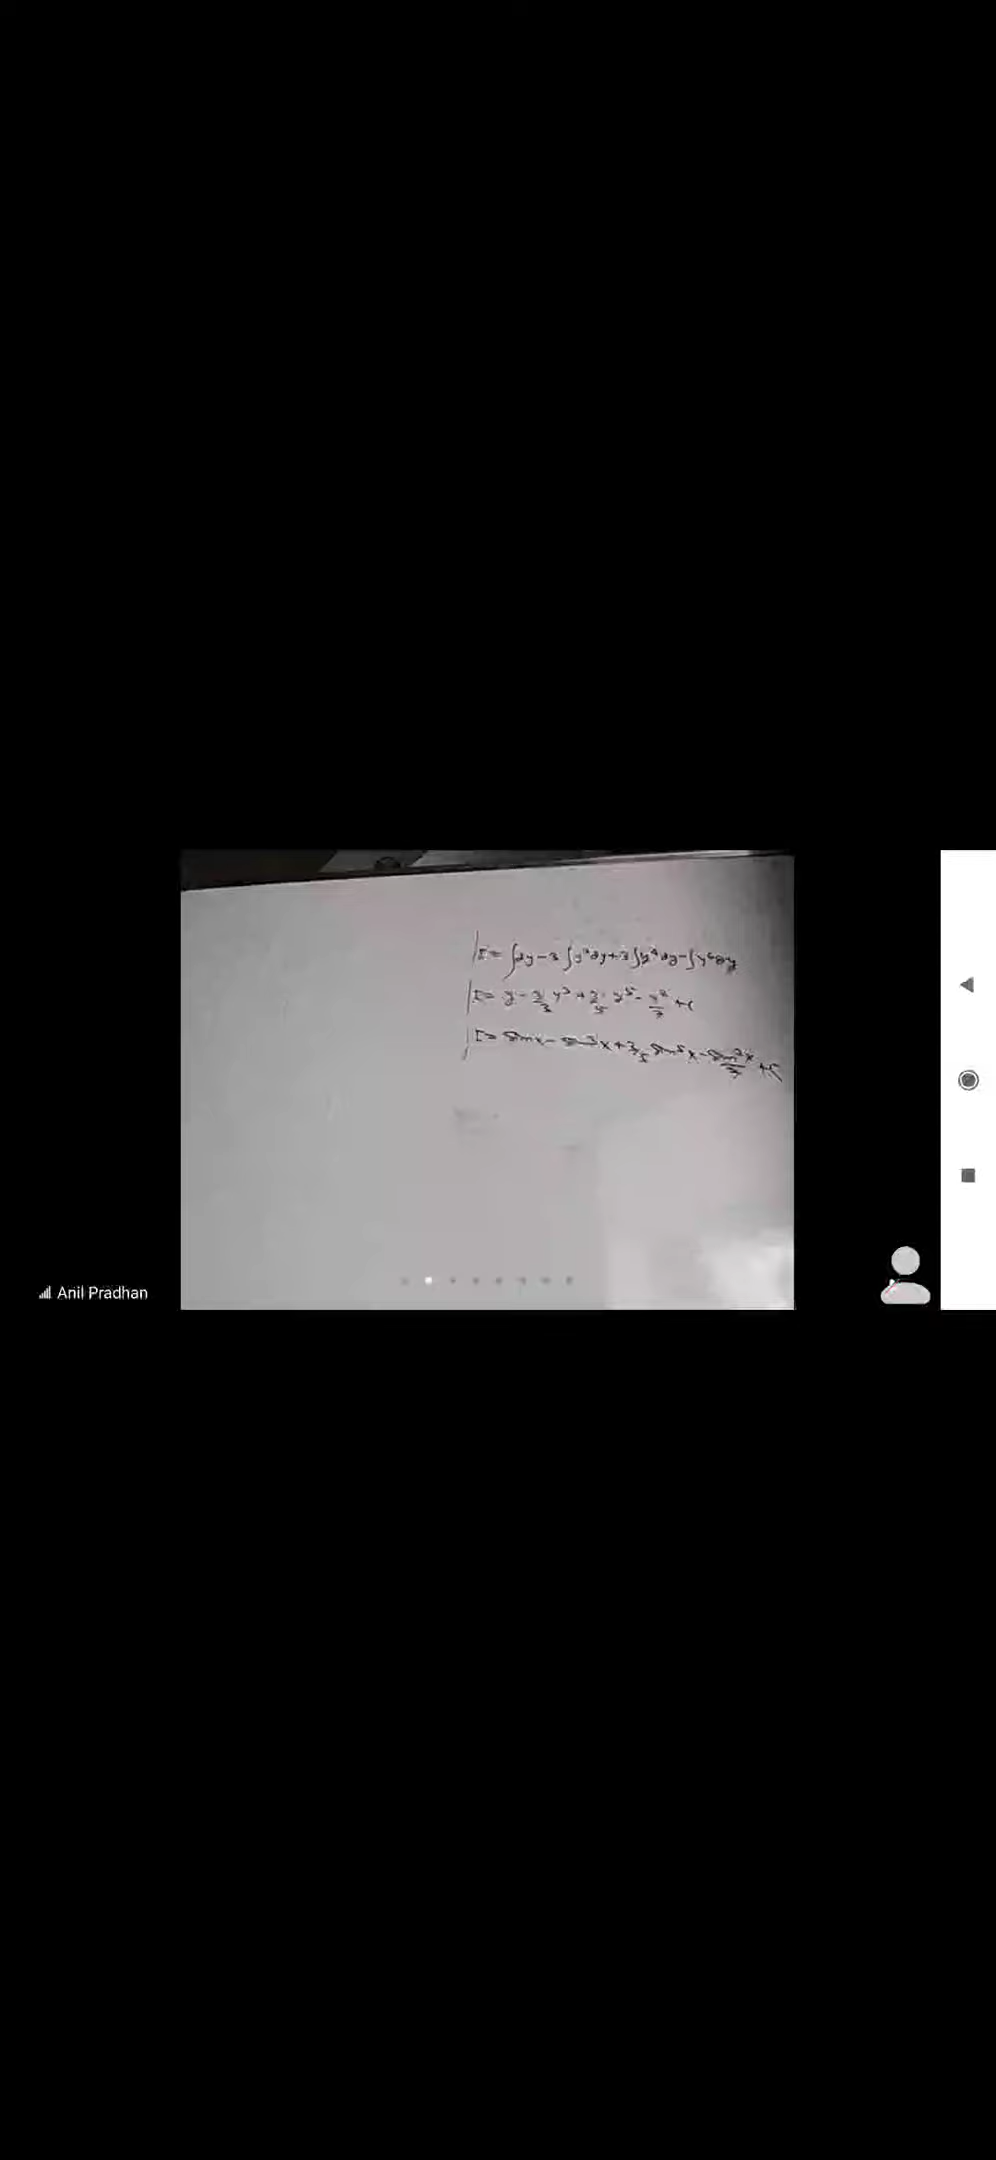 I = ∫dy - 3∫y²dy + 3∫y⁴dy - ∫y⁶dy
I = y - 3/3 y³ + 3/5 y⁵ - y⁷/7 + c
I = sinx - sin³x + 3/5 sin⁵x - sin⁷x/7 + c
Anil Pradhan